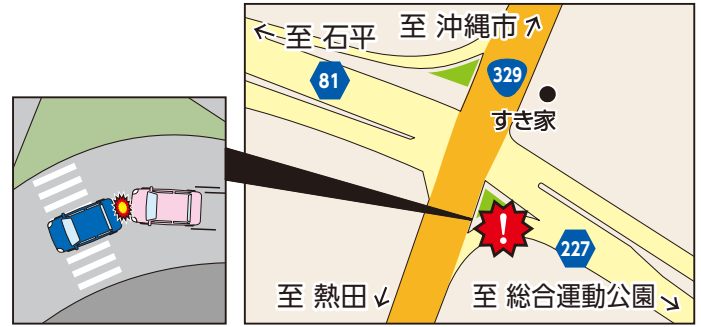 至 沖縄市
至 石平
329
81
すき家
!
227
至 熱田
至 総合運動公園